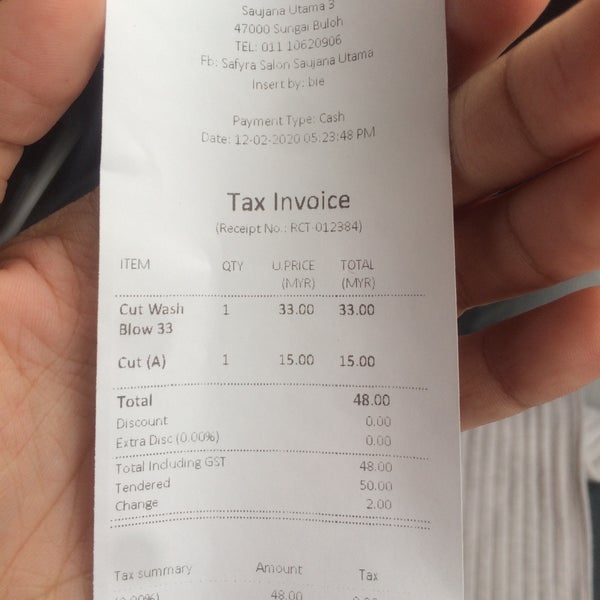 Saujana Utama 3
47000 Sungai Buloh
TEL: 011 10620906
Fb: Safyra Salon Saujana Utama
Insert by: bie
Payment Type: Cash
Date: 12-02-2020 05:23:48 PM
Tax Invoice
(Receipt No.: RCT-012384)
ITEM QTY U.PRICE TOTAL
(MYR) (MYR)
Cut Wash 1 33.00 33.00
Blow 33
Cut (A) 1 15.00 15.00
Total 48.00
Discount 0.00
Extra Disc (0.00%) 0.00
Total Including GST 48.00
Tendered 50.00
Change 2.00
Tax summary Amount Tax
(0.00%) 48.00 0.00